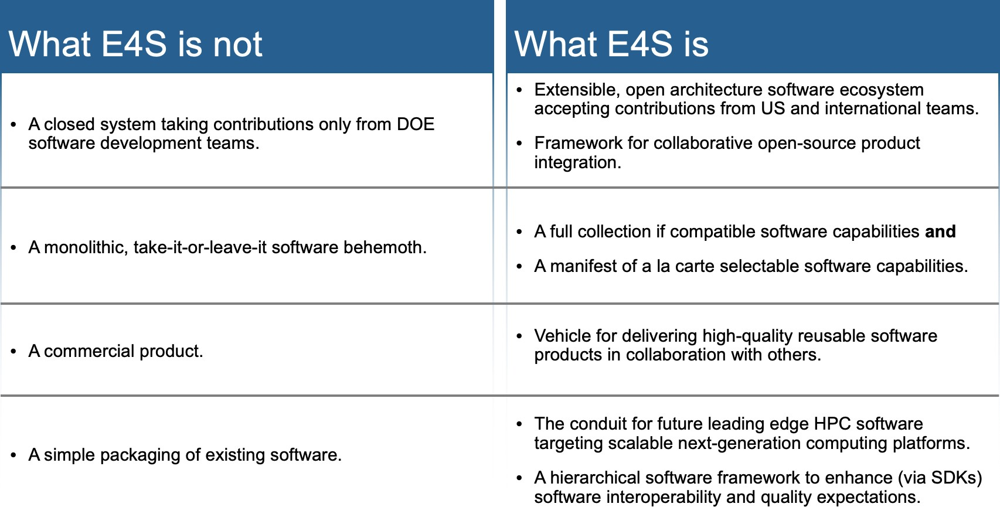 What E4S is not
What E4S is
• A closed system taking contributions only from DOE
software development teams.
• Extensible, open architecture software ecosystem
accepting contributions from US and international teams.
• Framework for collaborative open-source product
integration.
• A monolithic, take-it-or-leave-it software behemoth.
• A full collection if compatible software capabilities and
• A manifest of a la carte selectable software capabilities.
• A commercial product.
• Vehicle for delivering high-quality reusable software
products in collaboration with others.
• A simple packaging of existing software.
• The conduit for future leading edge HPC software
targeting scalable next-generation computing platforms.
• A hierarchical software framework to enhance (via SDKs)
software interoperability and quality expectations.